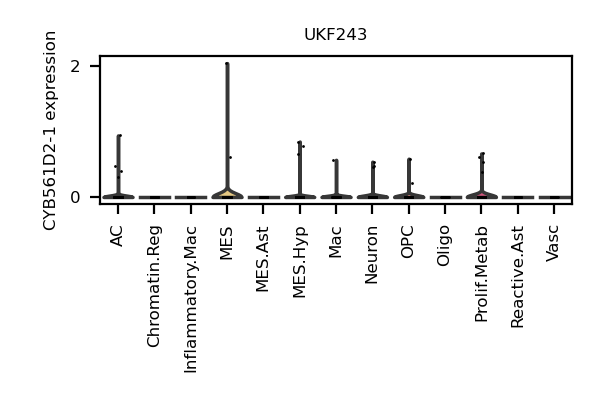 UKF243
CYB561D2-1 expression
2
0
AC
Chromatin.Reg
Inflammatory.Mac
MES
MES.Ast
MES.Hyp
Mac
Neuron
OPC
Oligo
Prolif.Metab
Reactive.Ast
Vasc